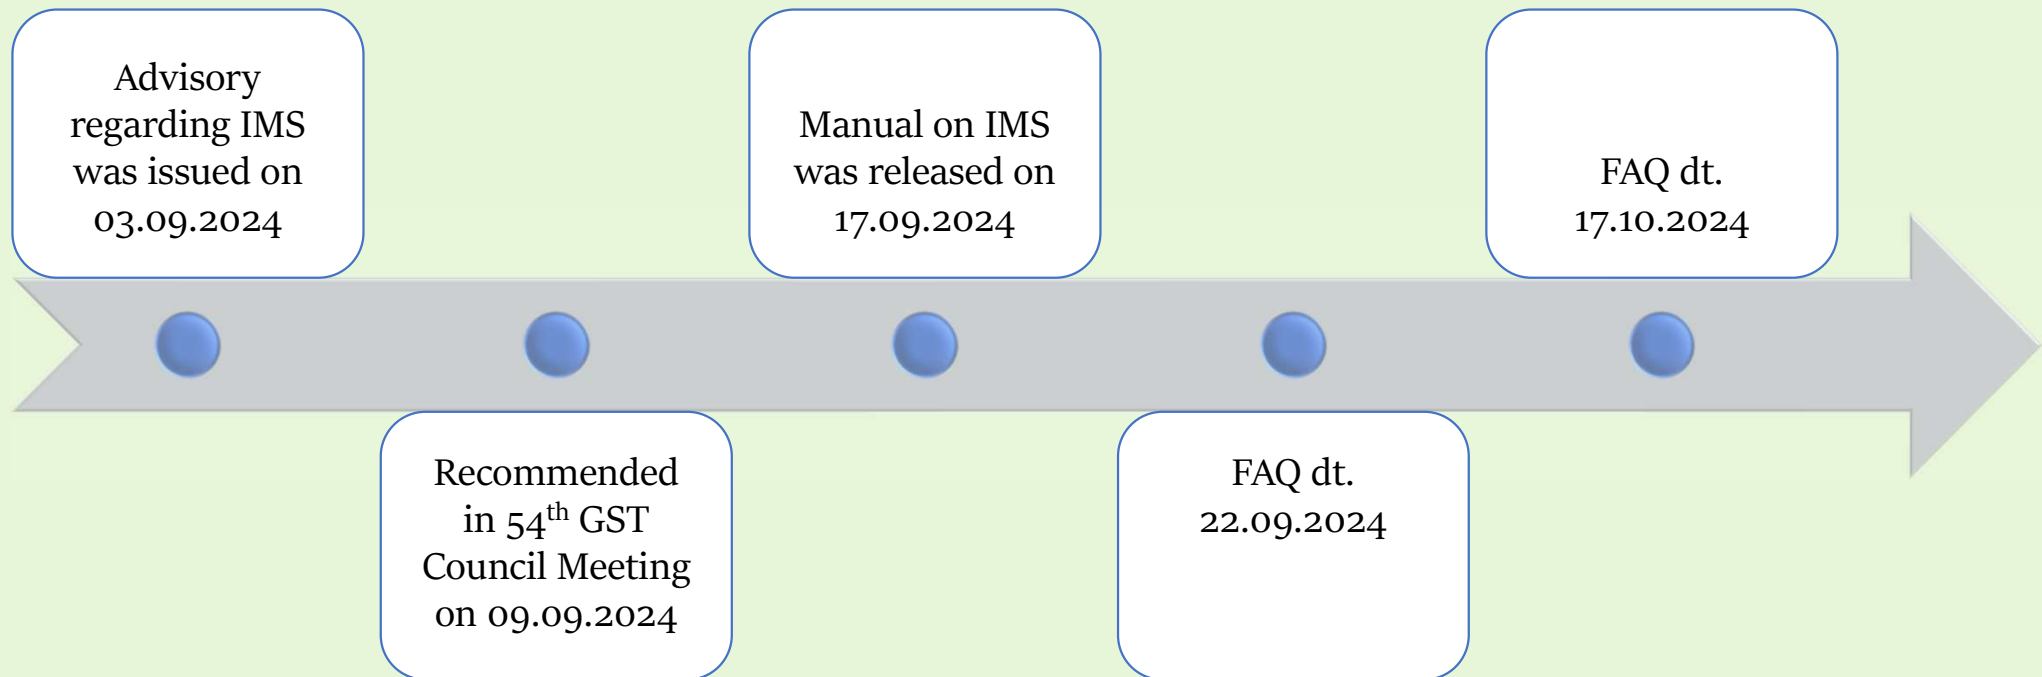 Advisory
regarding IMS
was issued on
03.09.2024
Recommended
in 54th GST
Council Meeting
on 09.09.2024
Manual on IMS
was released on
17.09.2024
FAQ dt.
22.09.2024
FAQ dt.
17.10.2024